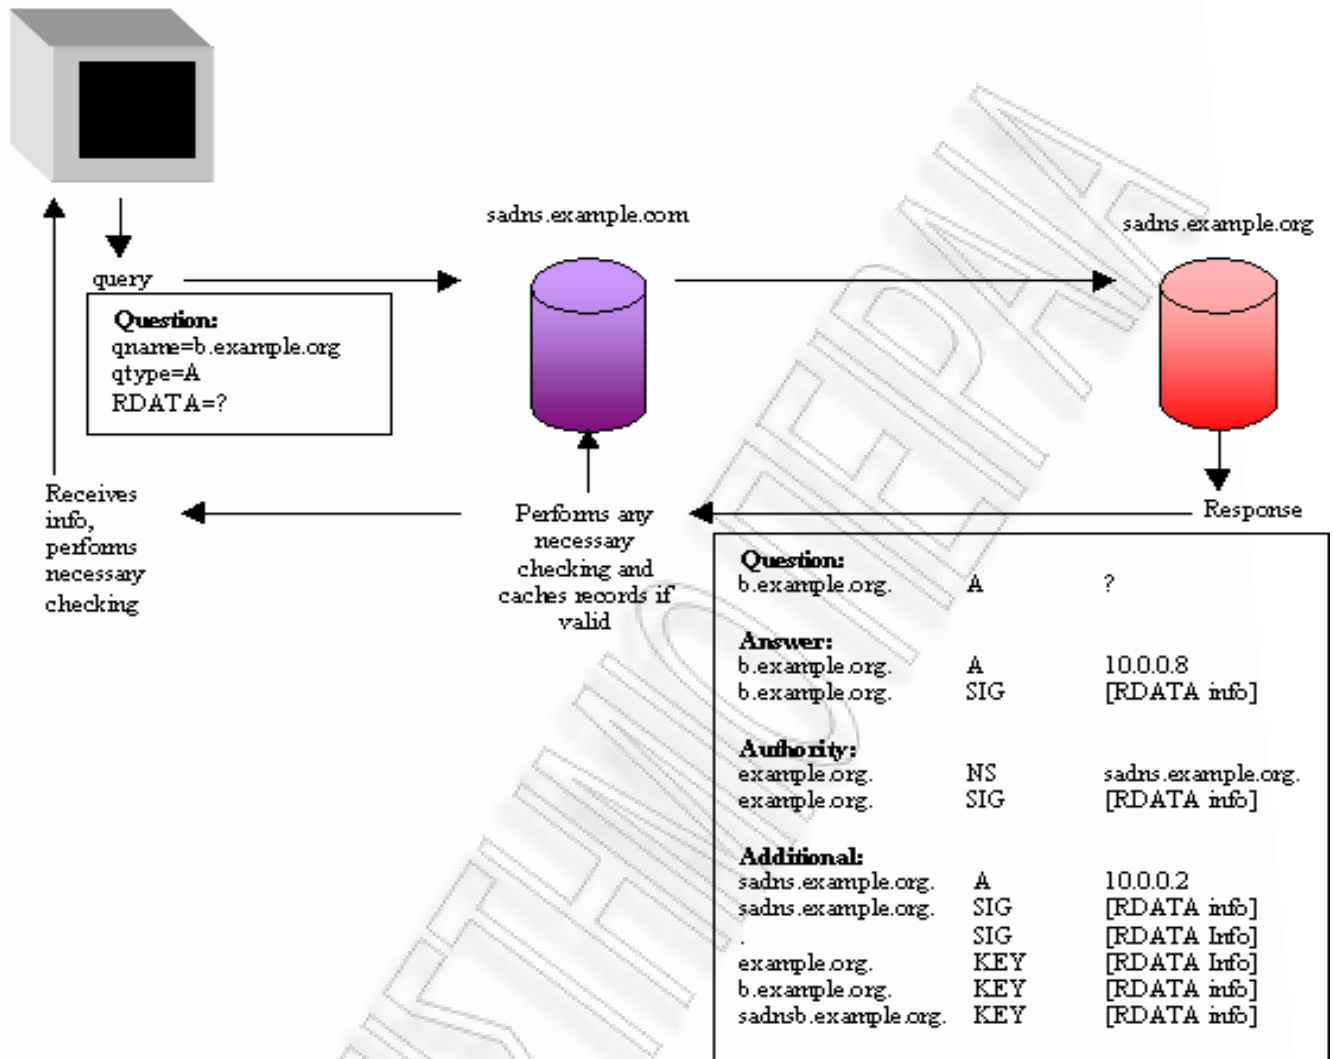 sadns.example.com
sadns.example.org
query
Question:
qname=b.example.org
qtype=A
RDATA=?
Receives
info,
performs
necessary
checking
Performs any
necessary
checking and
caches records if
valid
Response
Question:
b.example.org. A ?
Answer:
b.example.org. A 10.0.0.8
b.example.org. SIG [RDATA info]
Authority:
example.org. NS sadns.example.org.
example.org. SIG [RDATA info]
Additional:
sadns.example.org. A 10.0.0.2
sadns.example.org. SIG [RDATA info]
. SIG [RDATA Info]
example.org. KEY [RDATA Info]
b.example.org. KEY [RDATA info]
sadnsb.example.org. KEY [RDATA info]